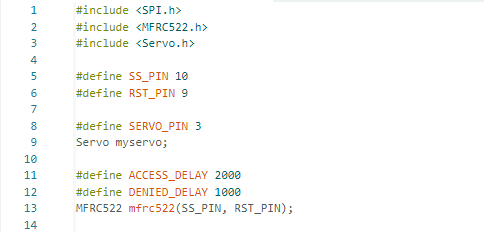 1 #include <SPI.h>
2 #include <MFRC522.h>
3 #include <Servo.h>
4
5 #define SS_PIN 10
6 #define RST_PIN 9
7
8 #define SERVO_PIN 3
9 Servo myservo;
10
11 #define ACCESS_DELAY 2000
12 #define DENIED_DELAY 1000
13 MFRC522 mfrc522(SS_PIN, RST_PIN);
14